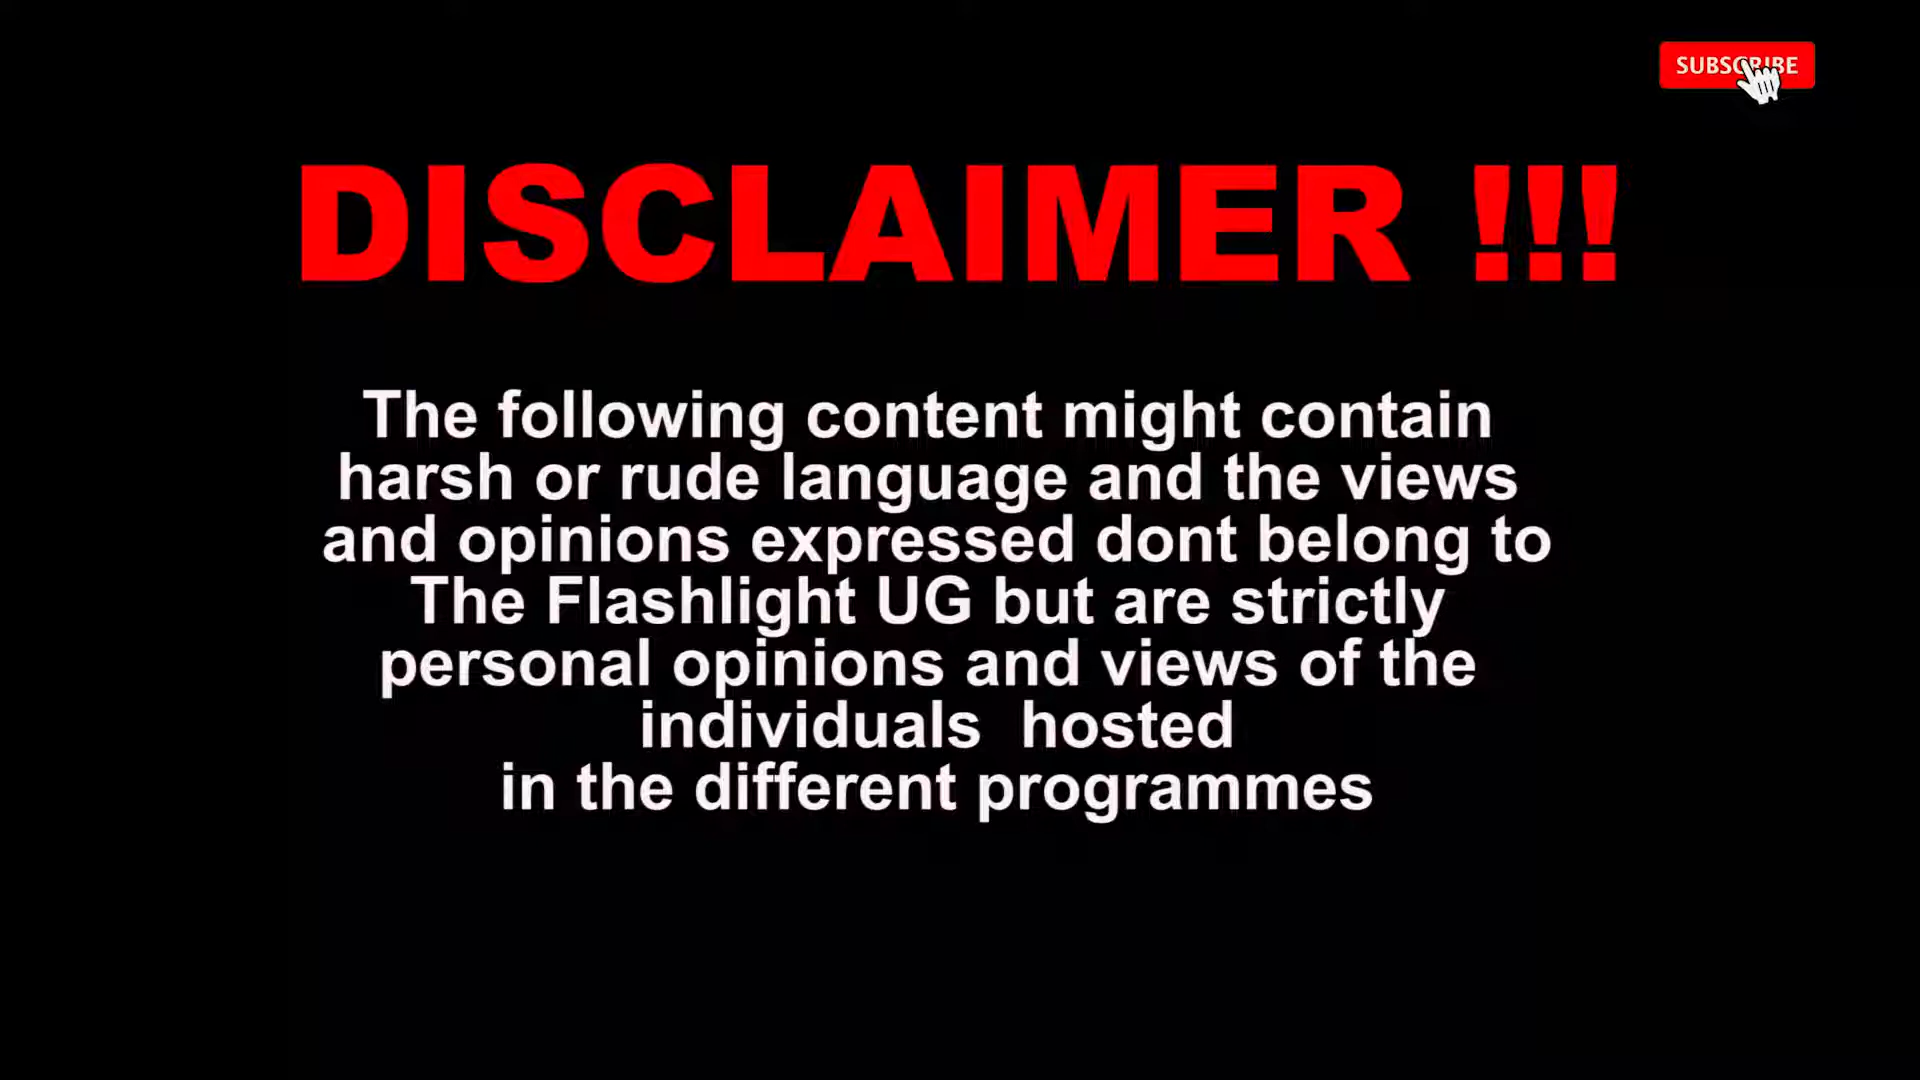 SUBSCRIBE
DISCLAIMER !!!
The following content might contain
harsh or rude language and the views
and opinions expressed dont belong to
The Flashlight UG but are strictly
personal opinions and views of the
individuals  hosted
in the different programmes